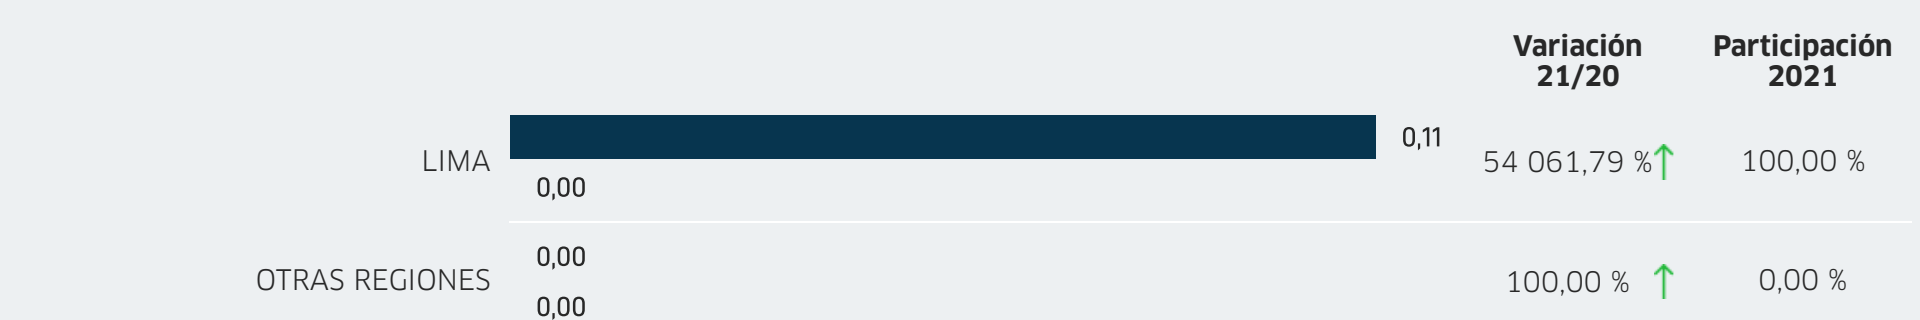 Variación Participación
21/20 2021
0,11
LIMA 54 061,79 % 100,00 %
0,00
0,00
OTRAS REGIONES 100,00 % 0,00 %
0,00